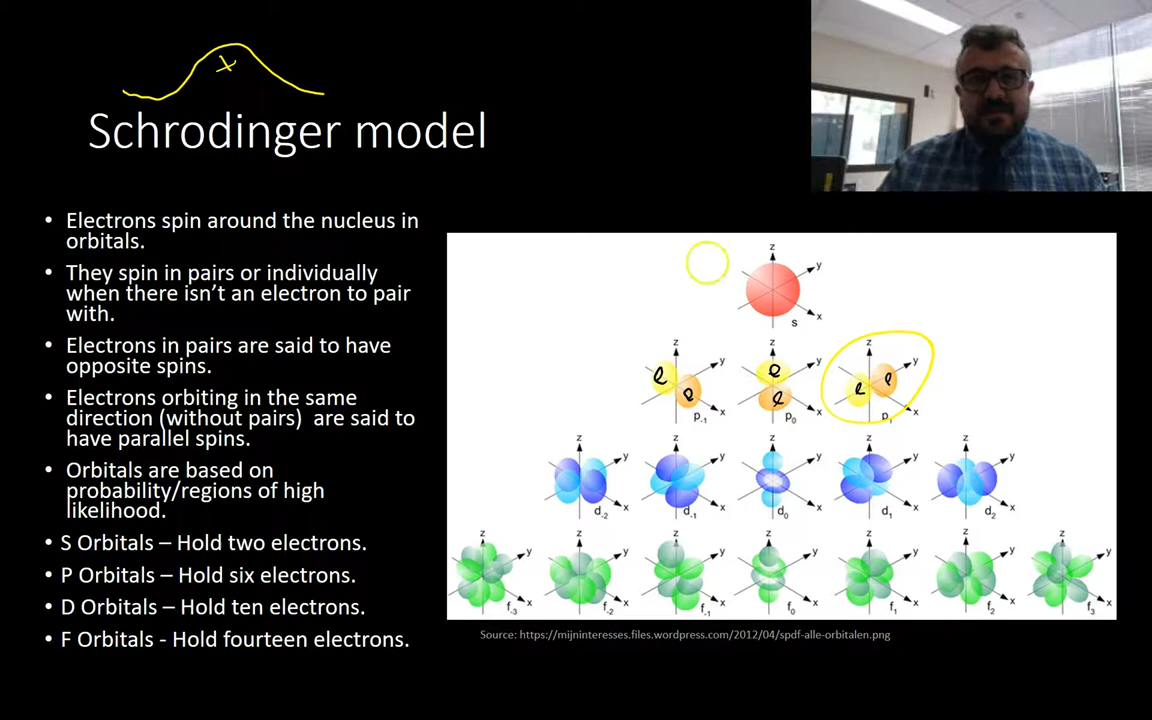 x
Schrodinger model
• Electrons spin around the nucleus in
orbitals.
• They spin in pairs or individually
when there isn't an electron to pair
with.
• Electrons in pairs are said to have
opposite spins.
• Electrons orbiting in the same
direction (without pairs) are said to
have parallel spins.
• Orbitals are based on
probability/regions of high
likelihood.
• S Orbitals – Hold two electrons.
• P Orbitals – Hold six electrons.
• D Orbitals – Hold ten electrons.
• F Orbitals - Hold fourteen electrons.
z y x s
z y x p-1 e e
z y x p0 e e
z y x p1 e e
z y x d-2
z y x d-1
z y x d0
z y x d1
z y x d2
z y x f-3
z y x f-2
z y x f-1
z y x f0
z y x f1
z y x f2
z y x f3
Source: https://mijninteresses.files.wordpress.com/2012/04/spdf-alle-orbitalen.png